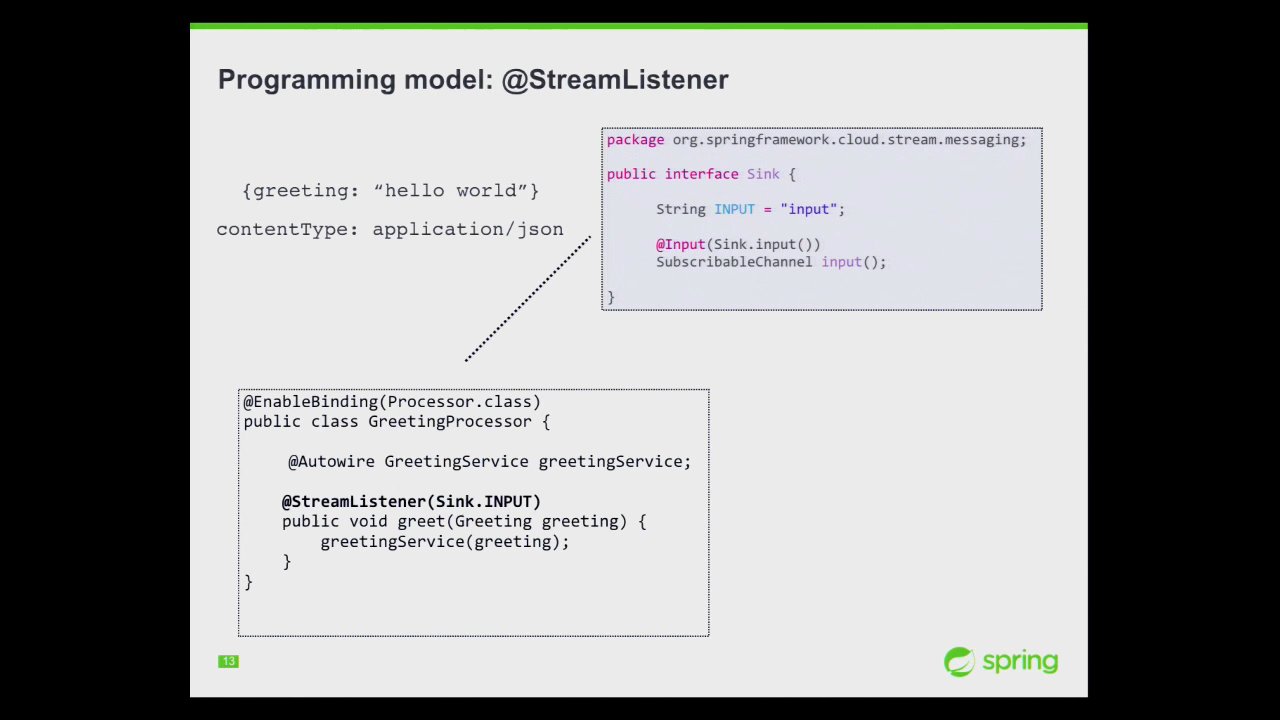 Programming model: @StreamListener
{greeting: “hello world”}
contentType: application/json
package org.springframework.cloud.stream.messaging;
public interface Sink {
String INPUT = "input";
@Input(Sink.input())
SubscribableChannel input();
}
@EnableBinding(Processor.class)
public class GreetingProcessor {
@Autowire GreetingService greetingService;
@StreamListener(Sink.INPUT)
public void greet(Greeting greeting) {
greetingService(greeting);
}
}
13
spring